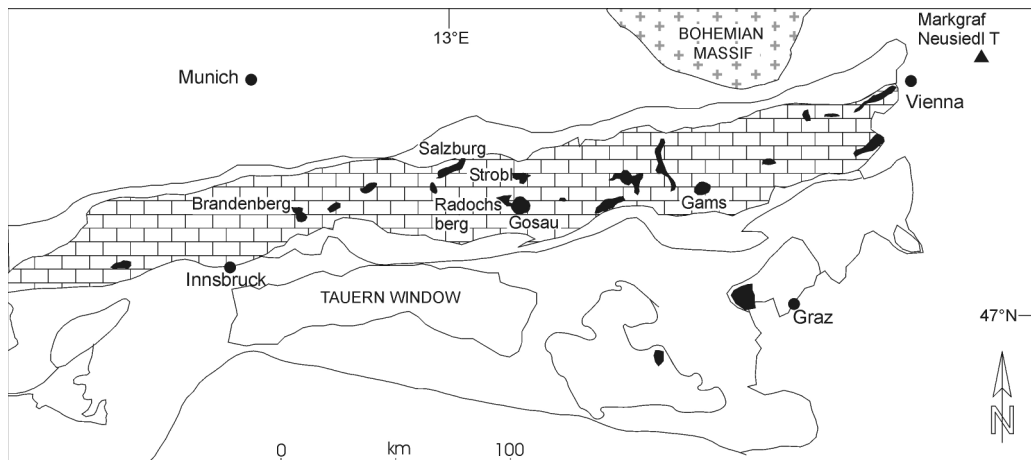 Markgraf
Neusiedl T
13°E
BOHEMIAN
MASSIF
Munich
Vienna
Salzburg
Strobl
Brandenberg
Radochs
berg
Gosau
Gams
Innsbruck
TAUERN WINDOW
Graz
47°N
N
0 km 100